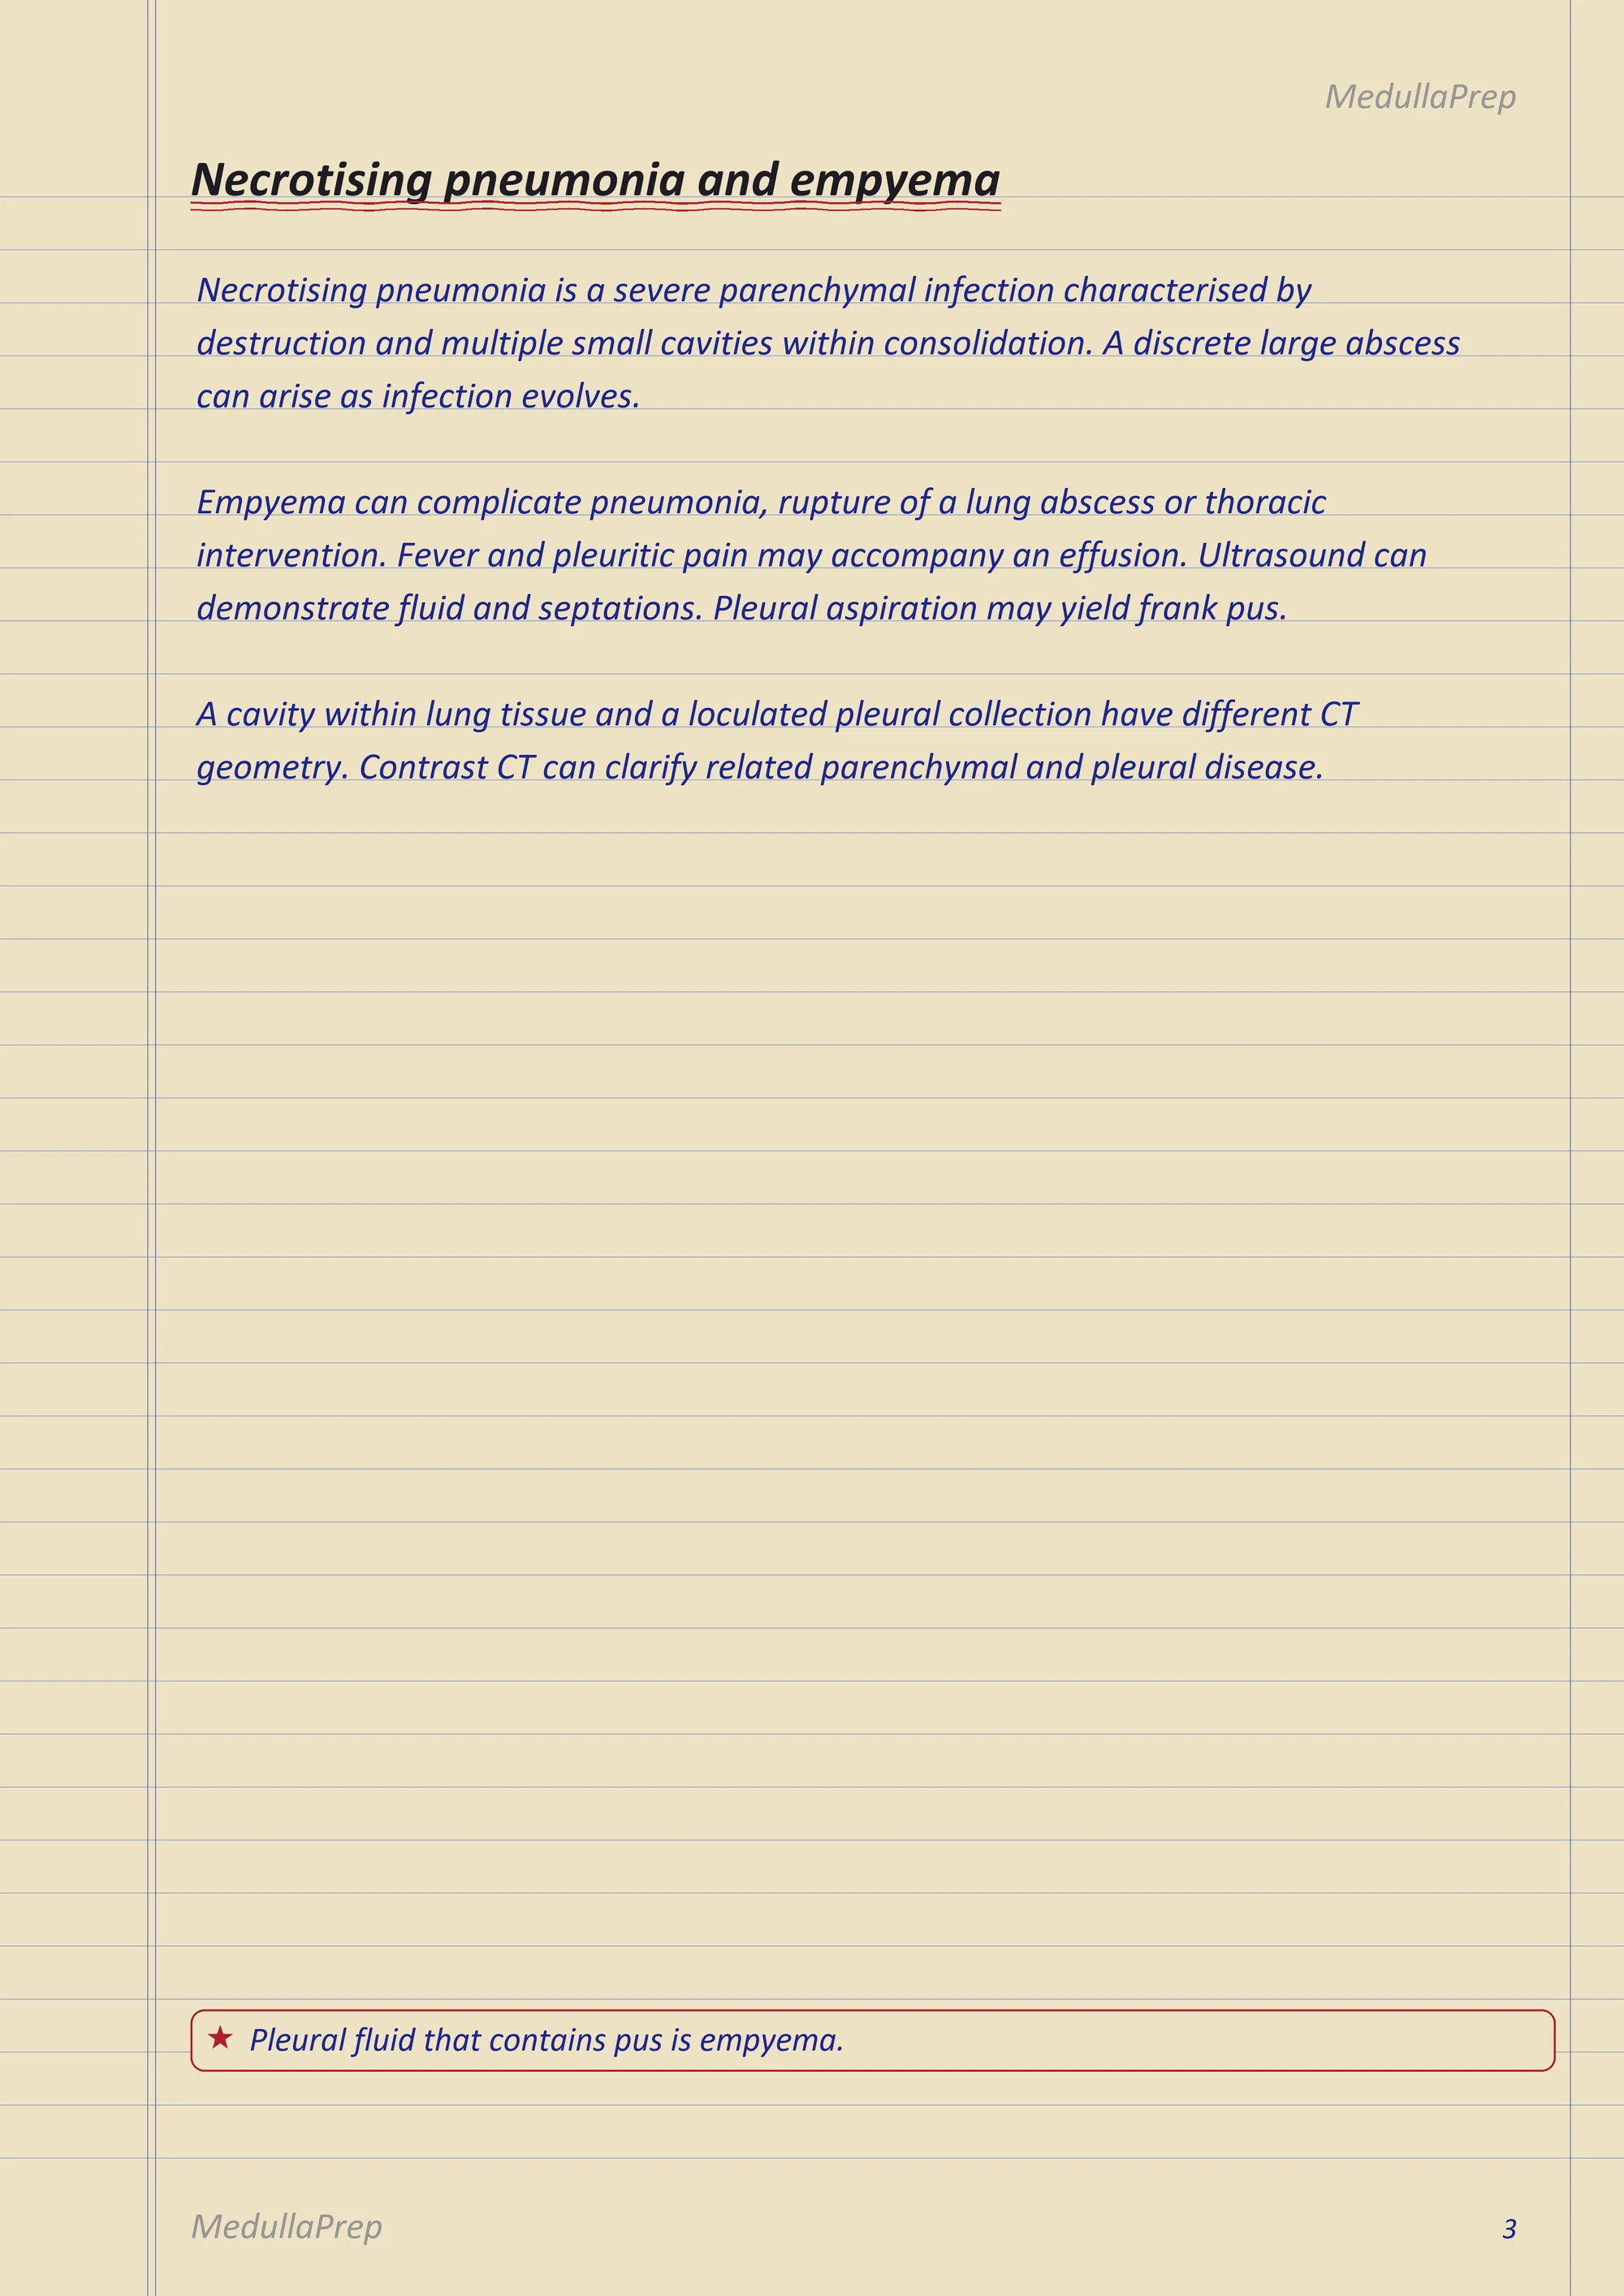 MedullaPrep
Necrotising pneumonia and empyema
Necrotising pneumonia is a severe parenchymal infection characterised by
destruction and multiple small cavities within consolidation. A discrete large abscess
can arise as infection evolves.
Empyema can complicate pneumonia, rupture of a lung abscess or thoracic
intervention. Fever and pleuritic pain may accompany an effusion. Ultrasound can
demonstrate fluid and septations. Pleural aspiration may yield frank pus.
A cavity within lung tissue and a loculated pleural collection have different CT
geometry. Contrast CT can clarify related parenchymal and pleural disease.
★ Pleural fluid that contains pus is empyema.
MedullaPrep
3